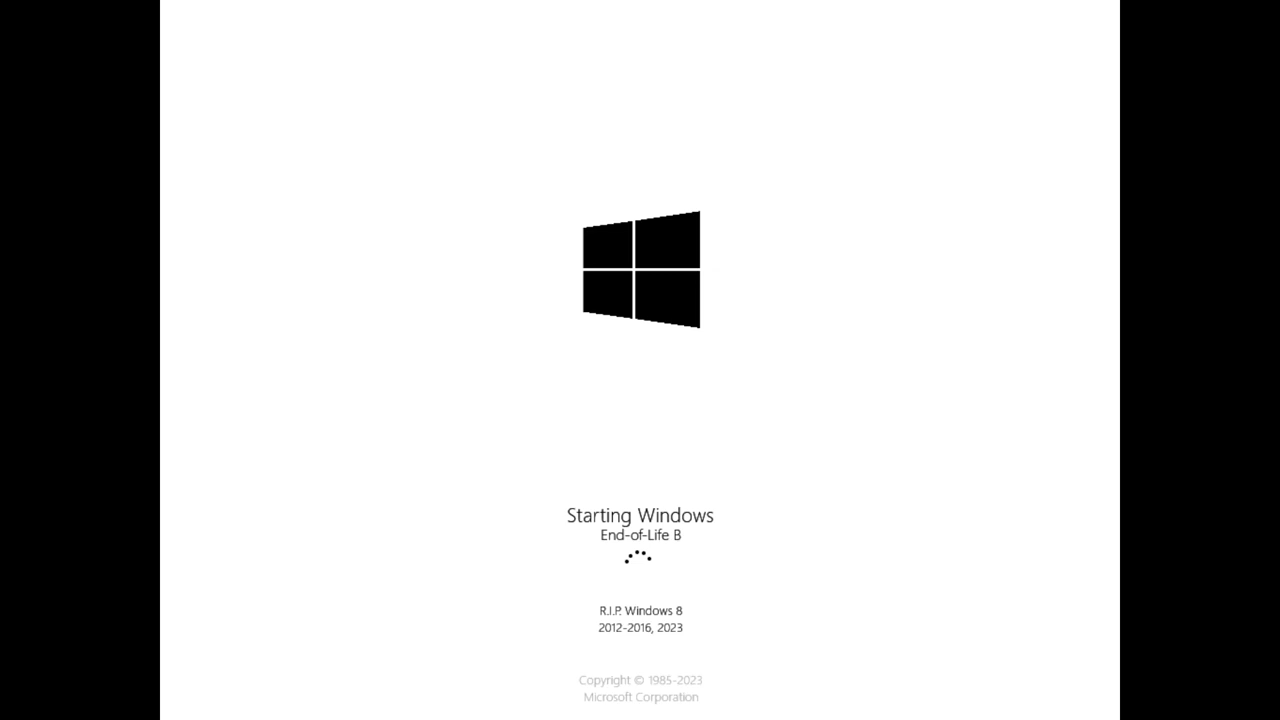 Starting Windows
End-of-Life B
R.I.P. Windows 8
2012-2016, 2023
Copyright © 1985-2023
Microsoft Corporation